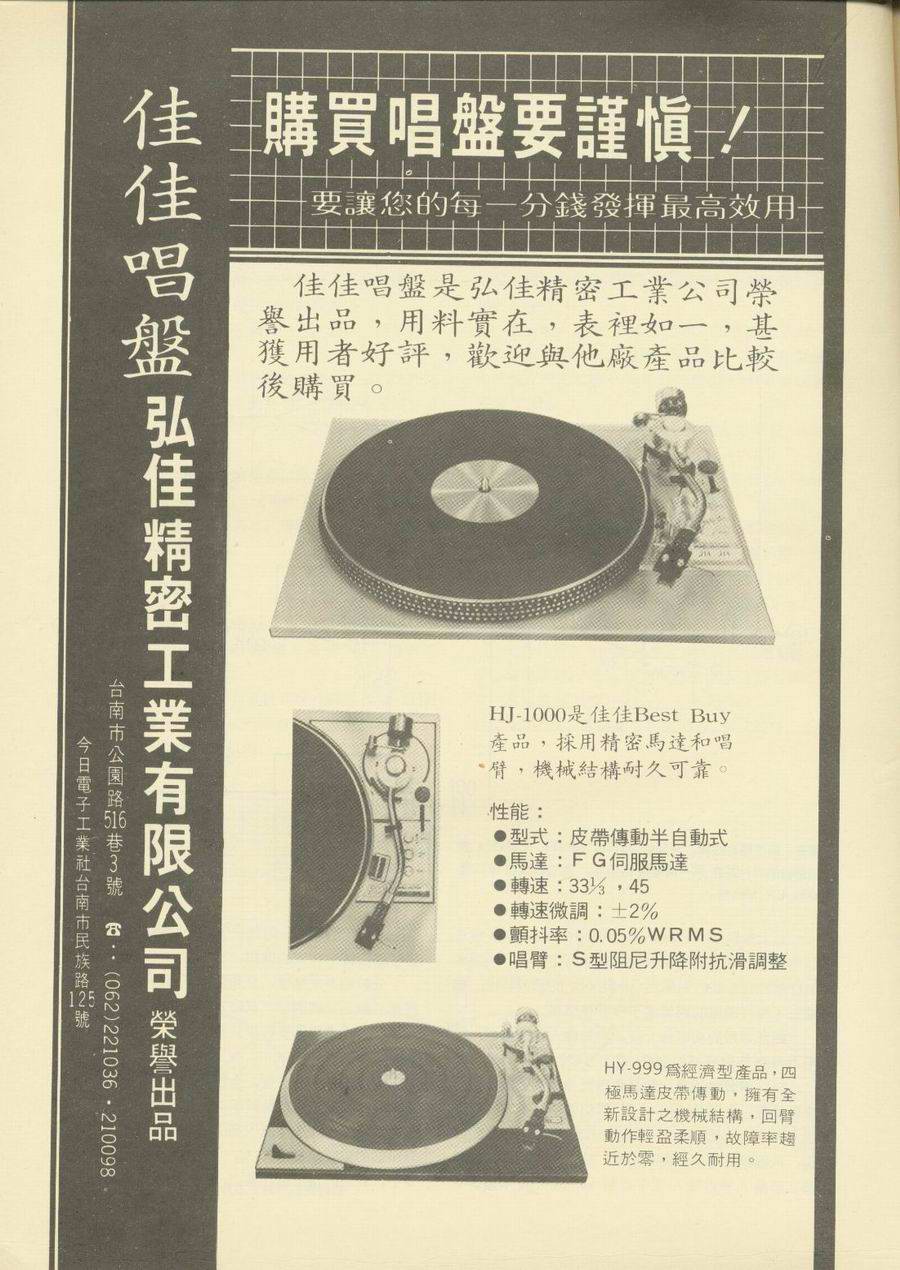 購買唱盤要謹慎！
要讓您的每一分錢發揮最高效用
佳佳唱盤是弘佳精密工業公司榮
譽出品，用料實在，表裡如一，甚
獲用者好評，歡迎與他廠產品比較
後購買。
HJ-1000是佳佳Best Buy
產品，採用精密馬達和唱
臂，機械結構耐久可靠。
性能：
●型式：皮帶傳動半自動式
●馬達：FG伺服馬達
●轉速：33⅓，45
●轉速微調：±2%
●顫抖率：0.05%WRMS
●唱臂：S型阻尼升降附抗滑調整
HY-999爲經濟型產品，四
極馬達皮帶傳動，擁有全
新設計之機械結構，回臂
動作輕盈柔順，故障率趨
近於零，經久耐用。
佳佳唱盤 弘佳精密工業有限公司 榮譽出品
台南市公園路516巷3號 ☎：(062)221036・210098。
今日電子工業社台南市民族路125號